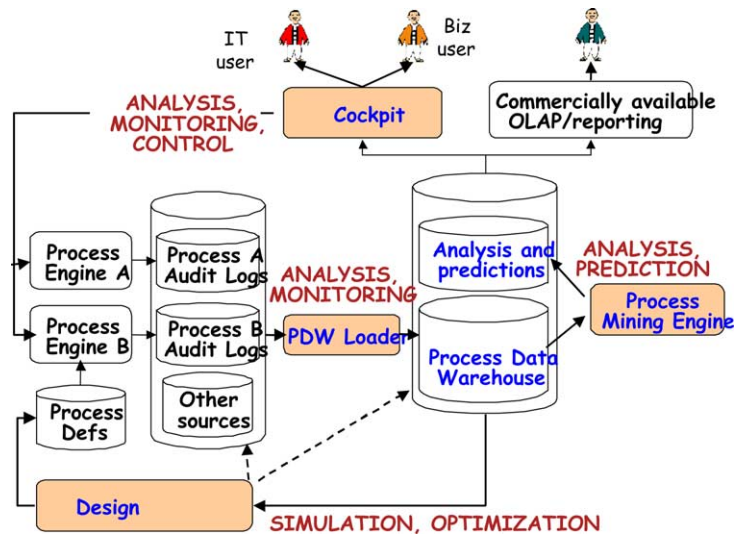 IT
user
Biz
user
ANALYSIS,
MONITORING,
CONTROL
Cockpit
Commercially available
OLAP/reporting
Process
Engine A
Process A
Audit Logs
ANALYSIS,
MONITORING
Analysis and
predictions
ANALYSIS,
PREDICTION
Process
Engine B
Process B
Audit Logs
PDW Loader
Process Data
Warehouse
Process
Mining Engine
Process
Defs
Other
sources
Design
SIMULATION, OPTIMIZATION